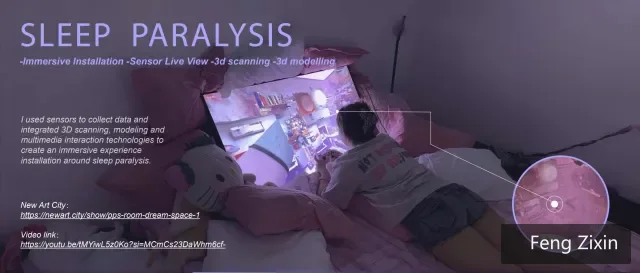 SLEEP PARALYSIS
-Immersive Installation -Sensor Live View -3d scanning -3d modelling
I used sensors to collect data and
integrated 3D scanning, modeling and
multimedia interaction technologies to
create an immersive experience
installation around sleep paralysis.
New Art City:
https://newart.city/show/pps-room-dream-space-1
Video link:
https://youtu.be/tMYiwL5z0Ko?si=MCmCs23DaWhm6cf-
Feng Zixin